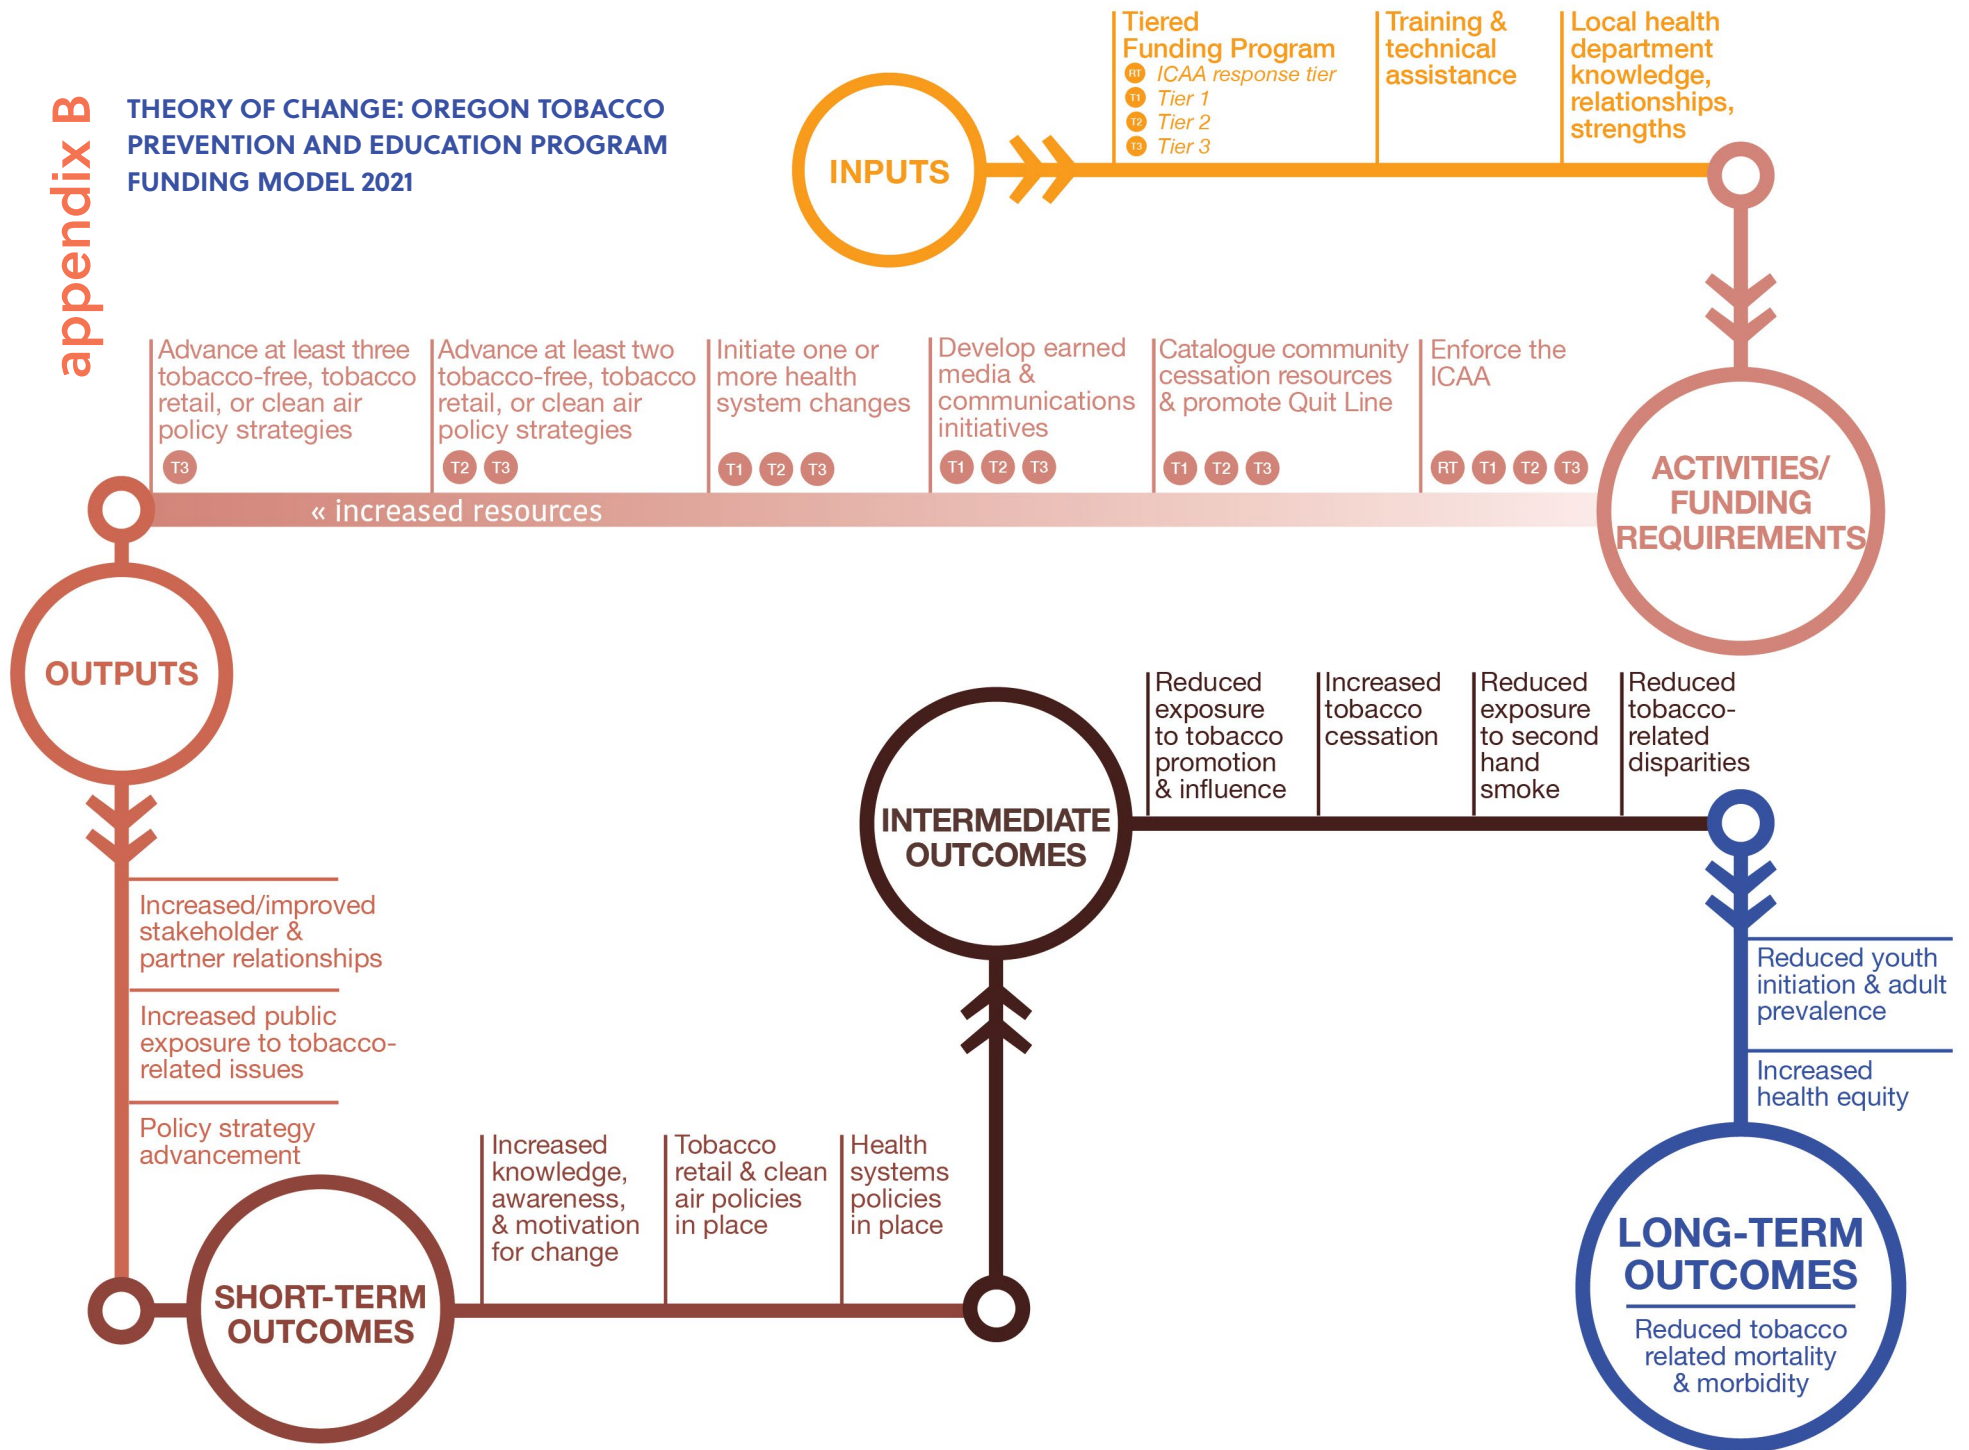 appendix B
THEORY OF CHANGE: OREGON TOBACCO
PREVENTION AND EDUCATION PROGRAM
FUNDING MODEL 2021
INPUTS
Tiered
Funding Program
RT ICAA response tier
T1 Tier 1
T2 Tier 2
T3 Tier 3
Training &
technical
assistance
Local health
department
knowledge,
relationships,
strengths
ACTIVITIES/
FUNDING
REQUIREMENTS
Enforce the
ICAA
RT T1 T2 T3
Catalogue community
cessation resources
& promote Quit Line
T1 T2 T3
Develop earned
media &
communications
initiatives
T1 T2 T3
Initiate one or
more health
system changes
T1 T2 T3
Advance at least two
tobacco-free, tobacco
retail, or clean air
policy strategies
T2 T3
Advance at least three
tobacco-free, tobacco
retail, or clean air
policy strategies
T3
« increased resources
OUTPUTS
Increased/improved
stakeholder &
partner relationships
Increased public
exposure to tobacco-
related issues
Policy strategy
advancement
SHORT-TERM
OUTCOMES
Increased
knowledge,
awareness,
& motivation
for change
Tobacco
retail & clean
air policies
in place
Health
systems
policies
in place
INTERMEDIATE
OUTCOMES
Reduced
exposure
to tobacco
promotion
& influence
Increased
tobacco
cessation
Reduced
exposure
to second
hand
smoke
Reduced
tobacco-
related
disparities
Reduced youth
initiation & adult
prevalence
Increased
health equity
LONG-TERM
OUTCOMES
Reduced tobacco
related mortality
& morbidity